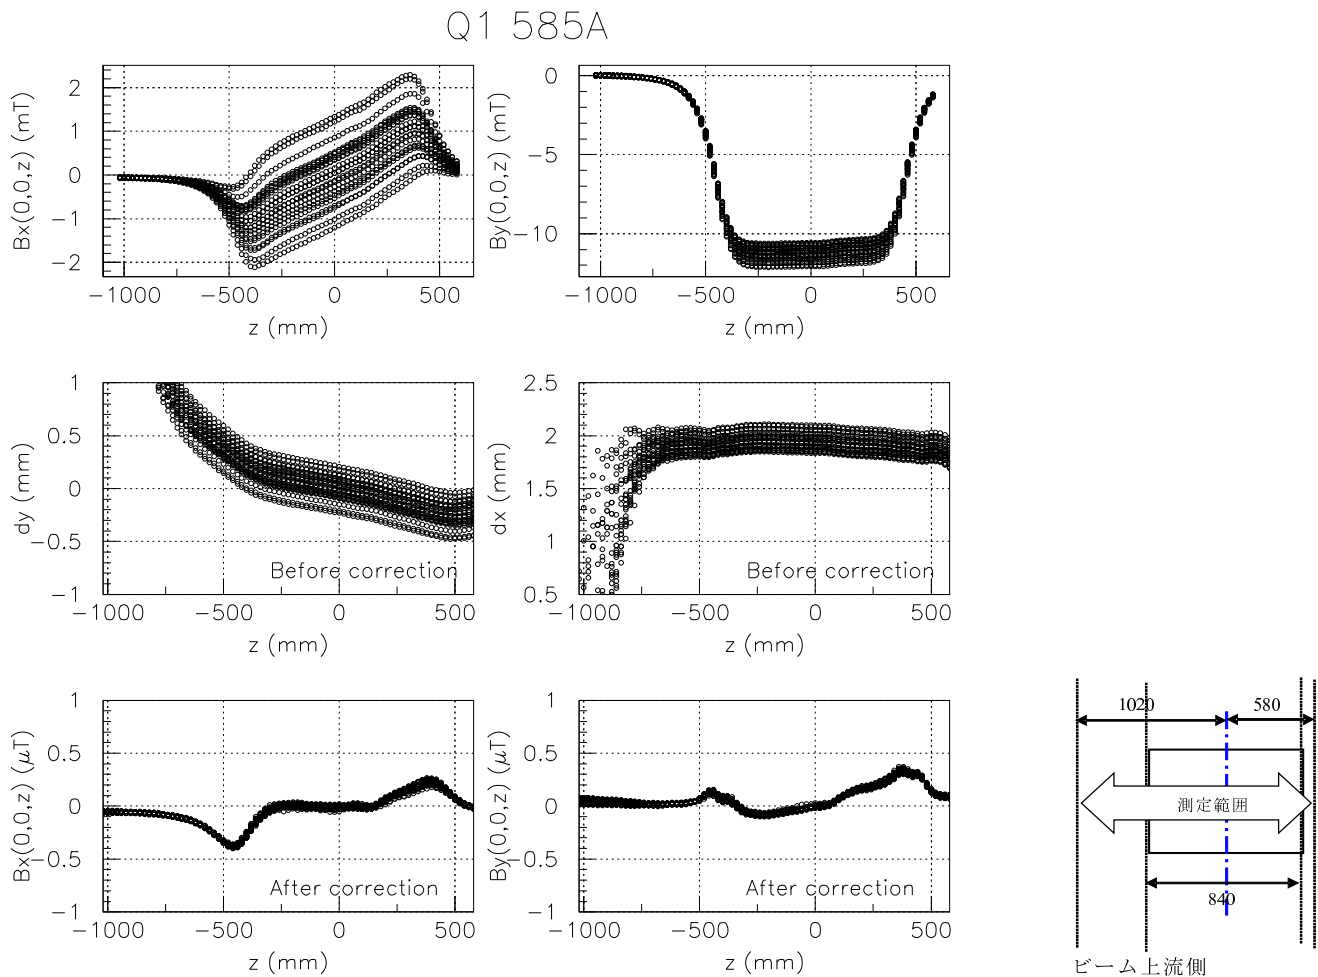 Q1 585A
Bx(0,0,z) (mT)
2
1
0
−1
−2
−1000 −500 0 500
z (mm)
By(0,0,z) (mT)
0
−5
−10
−1000 −500 0 500
z (mm)
dy (mm)
1
0.5
0
−0.5
−1
Before correction
−1000 −500 0 500
z (mm)
dx (mm)
2.5
2
1.5
1
0.5
Before correction
−1000 −500 0 500
z (mm)
Bx(0,0,z) (μT)
1
0.5
0
−0.5
−1
After correction
−1000 −500 0 500
z (mm)
By(0,0,z) (μT)
1
0.5
0
−0.5
−1
After correction
−1000 −500 0 500
z (mm)
1020 580
測定範囲
840
ビーム上流側